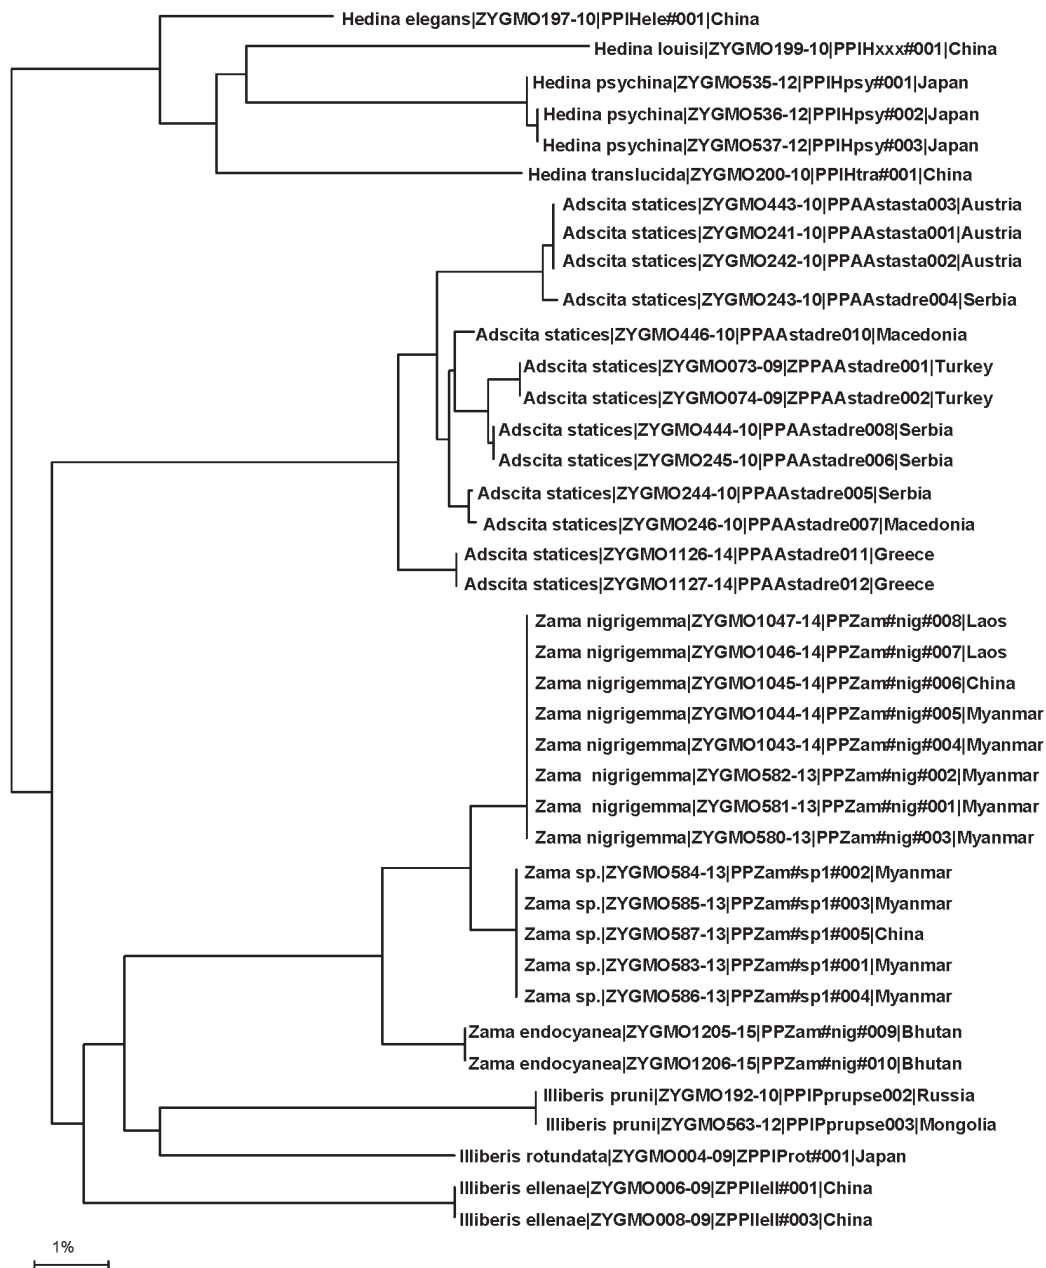 Hedina elegans|ZYGMO197-10|PPIHele#001|China
Hedina louisi|ZYGMO199-10|PPIHxxx#001|China
Hedina psychina|ZYGMO535-12|PPIHpsy#001|Japan
Hedina psychina|ZYGMO536-12|PPIHpsy#002|Japan
Hedina psychina|ZYGMO537-12|PPIHpsy#003|Japan
Hedina translucida|ZYGMO200-10|PPIHtra#001|China
Adscita statices|ZYGMO443-10|PPAAstasta003|Austria
Adscita statices|ZYGMO241-10|PPAAstasta001|Austria
Adscita statices|ZYGMO242-10|PPAAstasta002|Austria
Adscita statices|ZYGMO243-10|PPAAstadre004|Serbia
Adscita statices|ZYGMO446-10|PPAAstadre010|Macedonia
Adscita statices|ZYGMO073-09|ZPPAAstadre001|Turkey
Adscita statices|ZYGMO074-09|ZPPAAstadre002|Turkey
Adscita statices|ZYGMO444-10|PPAAstadre008|Serbia
Adscita statices|ZYGMO245-10|PPAAstadre006|Serbia
Adscita statices|ZYGMO244-10|PPAAstadre005|Serbia
Adscita statices|ZYGMO246-10|PPAAstadre007|Macedonia
Adscita statices|ZYGMO1126-14|PPAAstadre011|Greece
Adscita statices|ZYGMO1127-14|PPAAstadre012|Greece
Zama nigrigemma|ZYGMO1047-14|PPZam#nig#008|Laos
Zama nigrigemma|ZYGMO1046-14|PPZam#nig#007|Laos
Zama nigrigemma|ZYGMO1045-14|PPZam#nig#006|China
Zama nigrigemma|ZYGMO1044-14|PPZam#nig#005|Myanmar
Zama nigrigemma|ZYGMO1043-14|PPZam#nig#004|Myanmar
Zama nigrigemma|ZYGMO582-13|PPZam#nig#002|Myanmar
Zama nigrigemma|ZYGMO581-13|PPZam#nig#001|Myanmar
Zama nigrigemma|ZYGMO580-13|PPZam#nig#003|Myanmar
Zama sp.|ZYGMO584-13|PPZam#sp1#002|Myanmar
Zama sp.|ZYGMO585-13|PPZam#sp1#003|Myanmar
Zama sp.|ZYGMO587-13|PPZam#sp1#005|China
Zama sp.|ZYGMO583-13|PPZam#sp1#001|Myanmar
Zama sp.|ZYGMO586-13|PPZam#sp1#004|Myanmar
Zama endocyanea|ZYGMO1205-15|PPZam#nig#009|Bhutan
Zama endocyanea|ZYGMO1206-15|PPZam#nig#010|Bhutan
Illiberis pruni|ZYGMO192-10|PPIPprupse002|Russia
Illiberis pruni|ZYGMO563-12|PPIPprupse003|Mongolia
Illiberis rotundata|ZYGMO004-09|ZPPIProt#001|Japan
Illiberis ellenae|ZYGMO006-09|ZPPIIell#001|China
Illiberis ellenae|ZYGMO008-09|ZPPIIell#003|China
1%